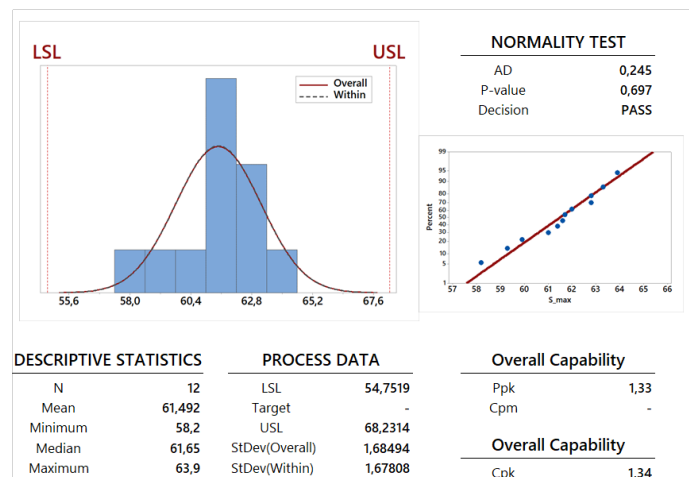 LSL USL
Overall
Within
55,6 58,0 60,4 62,8 65,2 67,6
NORMALITY TEST
AD 0,245
P-value 0,697
Decision PASS
99
95
90
80
70
60
50
40
30
20
10
5
1
Percent
57 58 59 60 61 62 63 64 65 66
S_max
DESCRIPTIVE STATISTICS
N 12
Mean 61,492
Minimum 58,2
Median 61,65
Maximum 63,9
PROCESS DATA
LSL 54,7519
Target -
USL 68,2314
StDev(Overall) 1,68494
StDev(Within) 1,67808
Overall Capability
Ppk 1,33
Cpm -
Overall Capability
Cpk 1,34